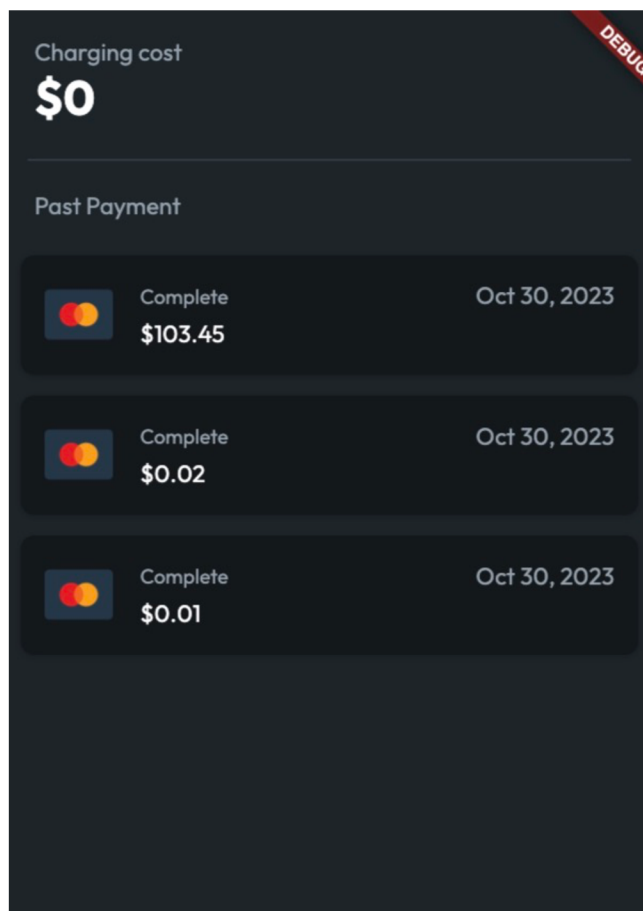 DEBUG
Charging cost
$0
Past Payment
Complete
Oct 30, 2023
$103.45
Complete
Oct 30, 2023
$0.02
Complete
Oct 30, 2023
$0.01